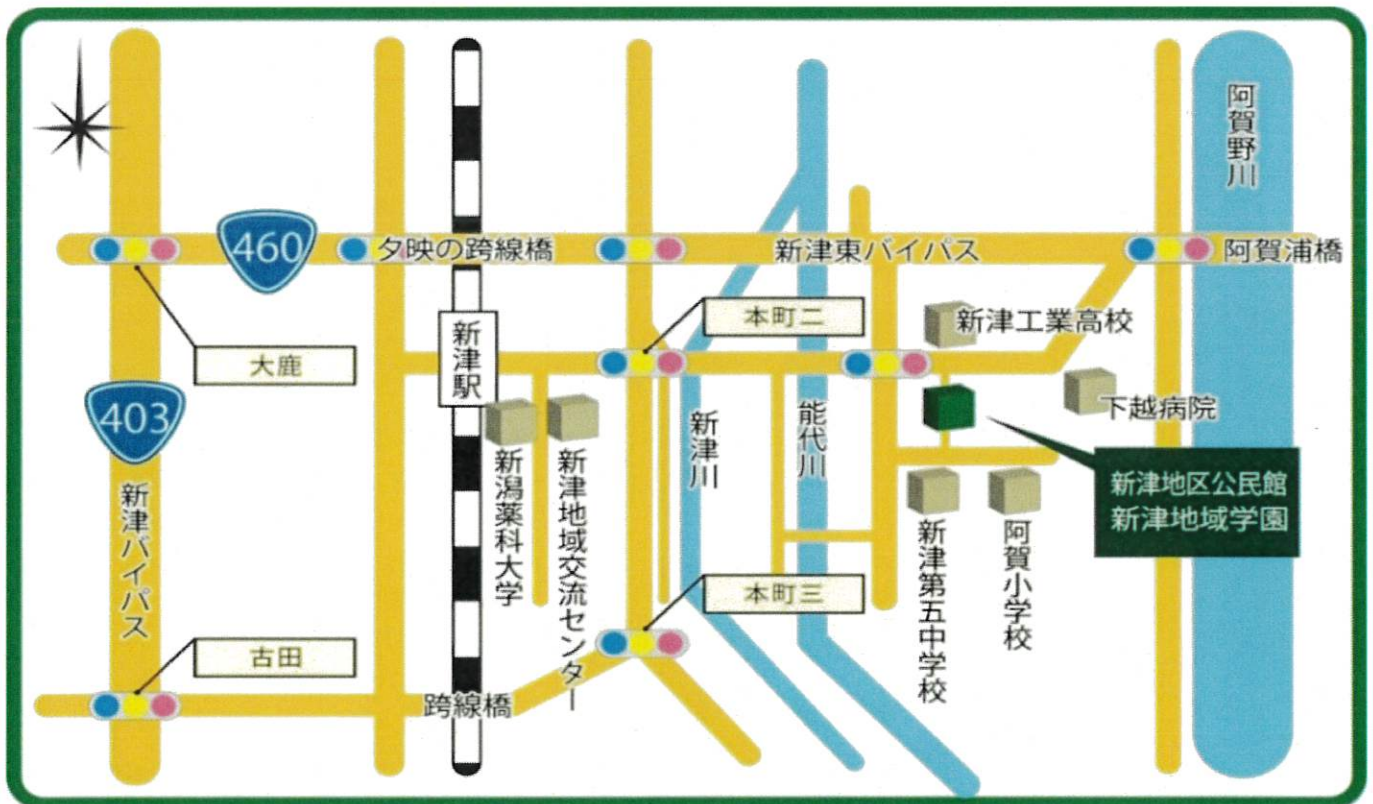 阿賀野川
460
夕映の跨線橋
新津東バイパス
阿賀浦橋
本町二
新津工業高校
新津駅
大鹿
403
下越病院
新津川
能代川
新津地区公民館
新津地域学園
新潟薬科大学
新津地域交流センター
新津バイパス
新津第五中学校
阿賀小学校
本町三
古田
跨線橋